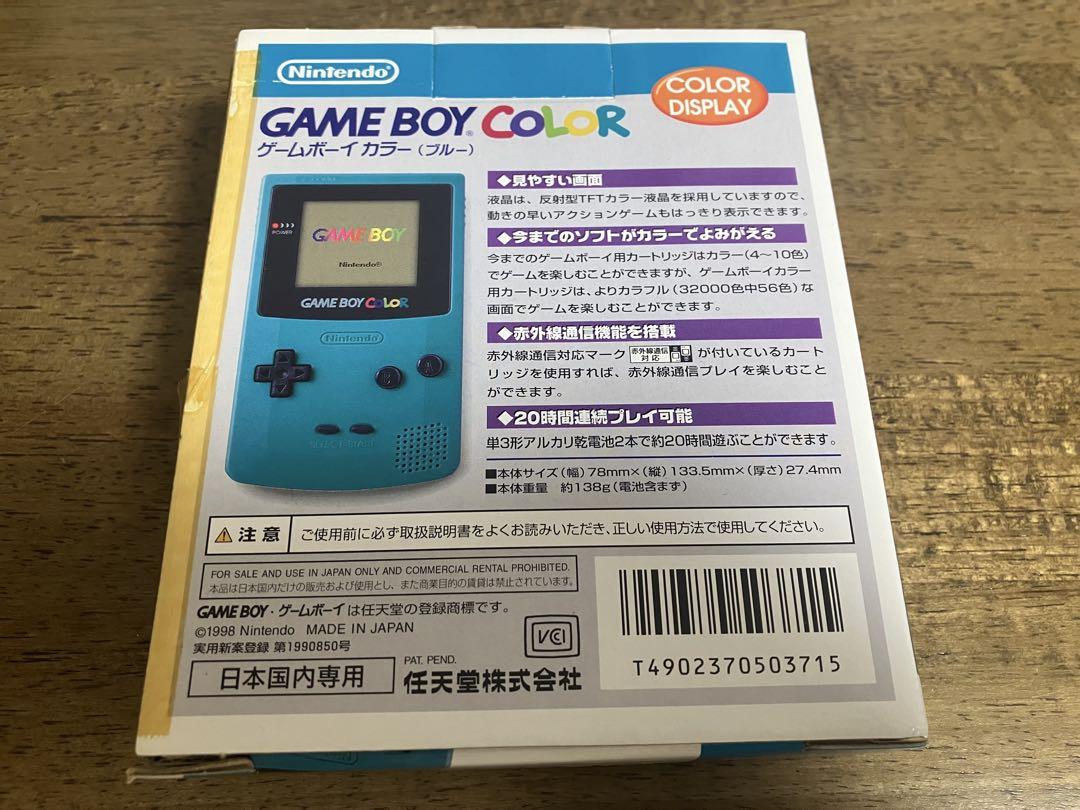 Nintendo®
COLOR
DISPLAY
GAME BOY® COLOR
ゲームボーイ カラー（ブルー）
POWER
GAME BOY
Nintendo®
GAME BOY COLOR
Nintendo®
B
A
SELECT START
◆見やすい画面
液晶は、反射型TFTカラー液晶を採用していますので、
動きの早いアクションゲームもはっきり表示できます。
◆今までのソフトがカラーでよみがえる
今までのゲームボーイ用カートリッジはカラー（4〜10色）
でゲームを楽しむことができますが、ゲームボーイカラー
用カートリッジは、よりカラフル（32000色中56色）な
画面でゲームを楽しむことができます。
◆赤外線通信機能を搭載
赤外線通信対応マーク 赤外線通信対応 が付いているカート
リッジを使用すれば、赤外線通信プレイを楽しむこと
ができます。
◆20時間連続プレイ可能
単3形アルカリ乾電池2本で約20時間遊ぶことができます。
■本体サイズ（幅）78mm×（縦）133.5mm×（厚さ）27.4mm
■本体重量 約138g（電池含まず）
注意 ご使用前に必ず取扱説明書をよくお読みいただき、正しい使用方法で使用してください。
FOR SALE AND USE IN JAPAN ONLY AND COMMERCIAL RENTAL PROHIBITED.
本品は日本国内だけの販売および使用とし、また商業目的の賃貸は禁止されています。
GAME BOY・ゲームボーイは任天堂の登録商標です。
©1998 Nintendo MADE IN JAPAN
実用新案登録 第1990850号
VCI
日本国内専用
PAT. PEND.
任天堂株式会社
T4902370503715